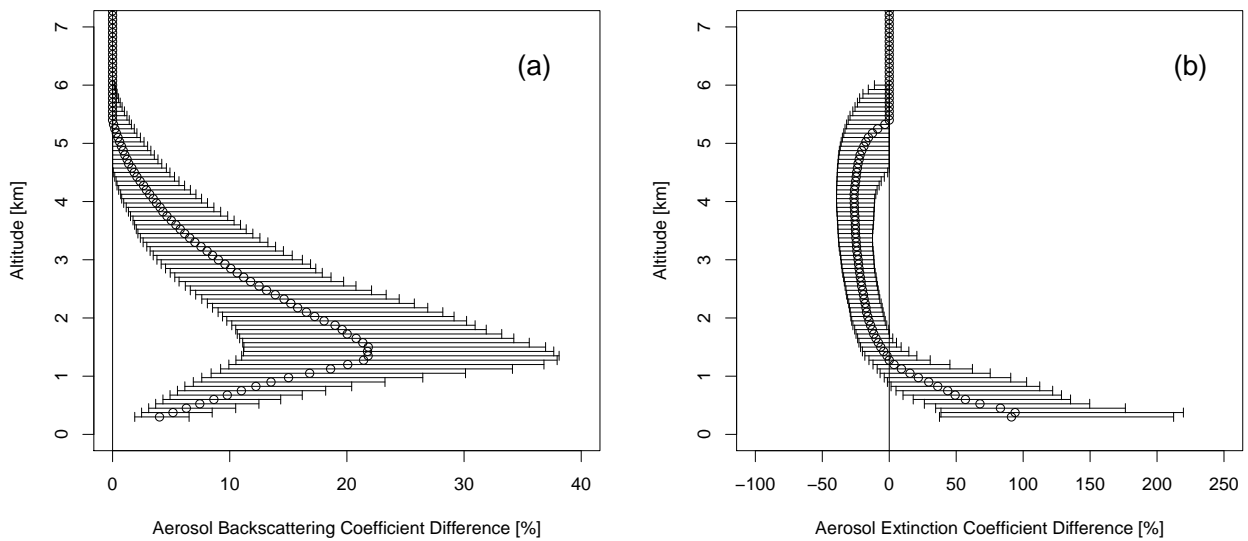 (a)
7
6
5
4
3
2
1
0
Altitude [km]
0 10 20 30 40
Aerosol Backscattering Coefficient Difference [%]
(b)
7
6
5
4
3
2
1
0
Altitude [km]
−100 −50 0 50 100 150 200 250
Aerosol Extinction Coefficient Difference [%]